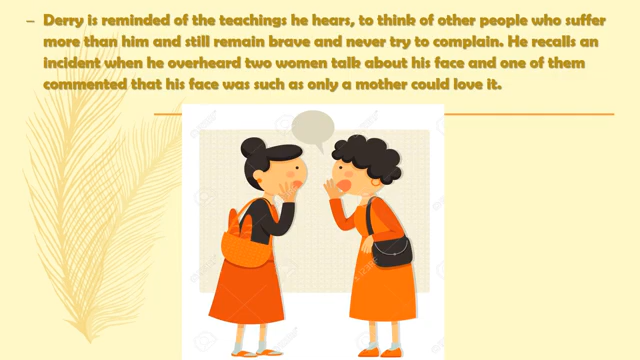 – Derry is reminded of the teachings he hears, to think of other people who suffer
more than him and still remain brave and never try to complain. He recalls an
incident when he overheard two women talk about his face and one of them
commented that his face was such as only a mother could love it.